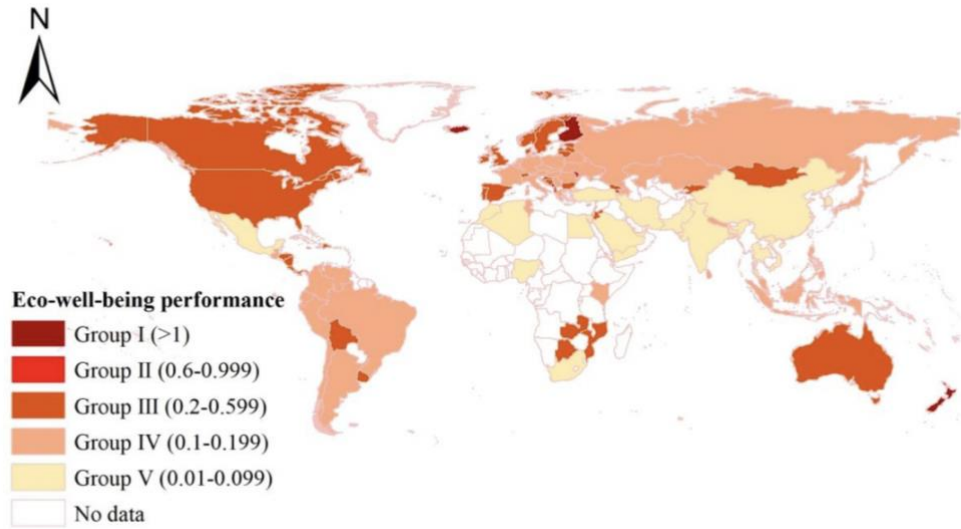 N
Eco-well-being performance
Group I (>1)
Group II (0.6-0.999)
Group III (0.2-0.599)
Group IV (0.1-0.199)
Group V (0.01-0.099)
No data